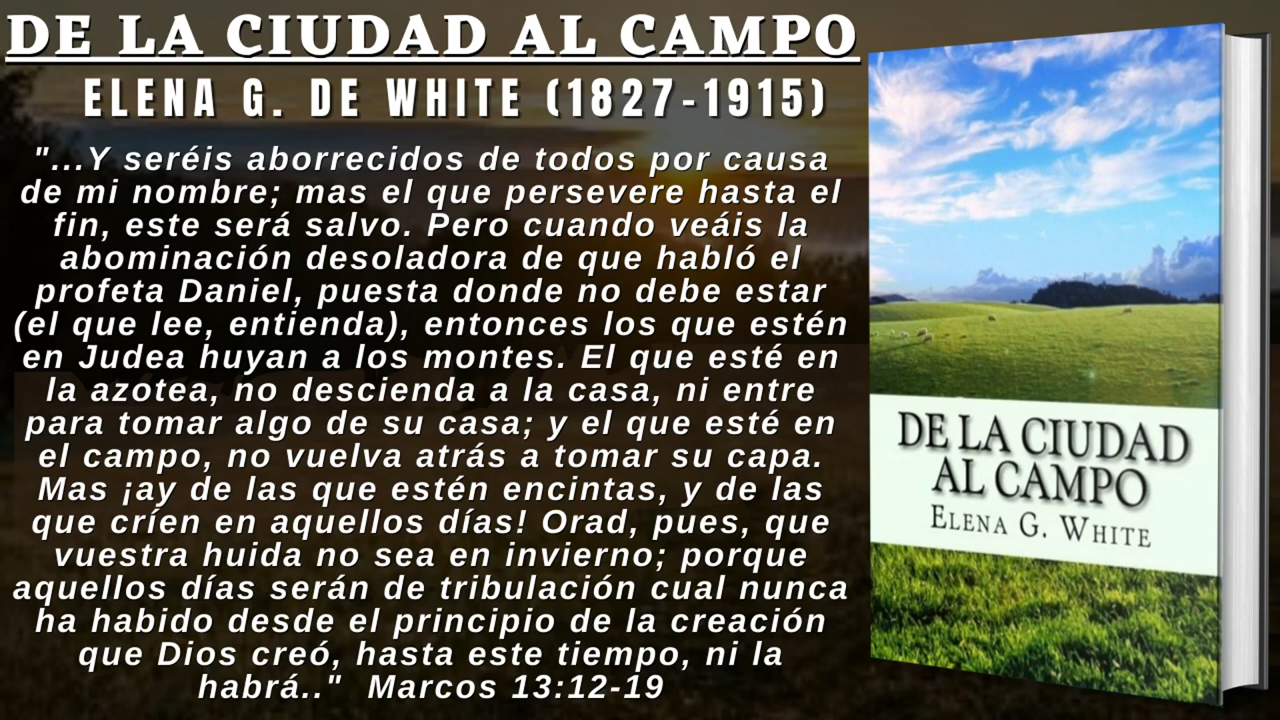 DE LA CIUDAD AL CAMPO
ELENA G. DE WHITE (1827-1915)
"...Y seréis aborrecidos de todos por causa
de mi nombre; mas el que persevere hasta el
fin, este será salvo. Pero cuando veáis la
abominación desoladora de que habló el
profeta Daniel, puesta donde no debe estar
(el que lee, entienda), entonces los que estén
en Judea huyan a los montes. El que esté en
la azotea, no descienda a la casa, ni entre
para tomar algo de su casa; y el que esté en
el campo, no vuelva atrás a tomar su capa.
Mas ¡ay de las que estén encintas, y de las
que críen en aquellos días! Orad, pues, que
vuestra huida no sea en invierno; porque
aquellos días serán de tribulación cual nunca
ha habido desde el principio de la creación
que Dios creó, hasta este tiempo, ni la
habrá.." Marcos 13:12-19
DE LA CIUDAD
AL CAMPO
ELENA G. WHITE